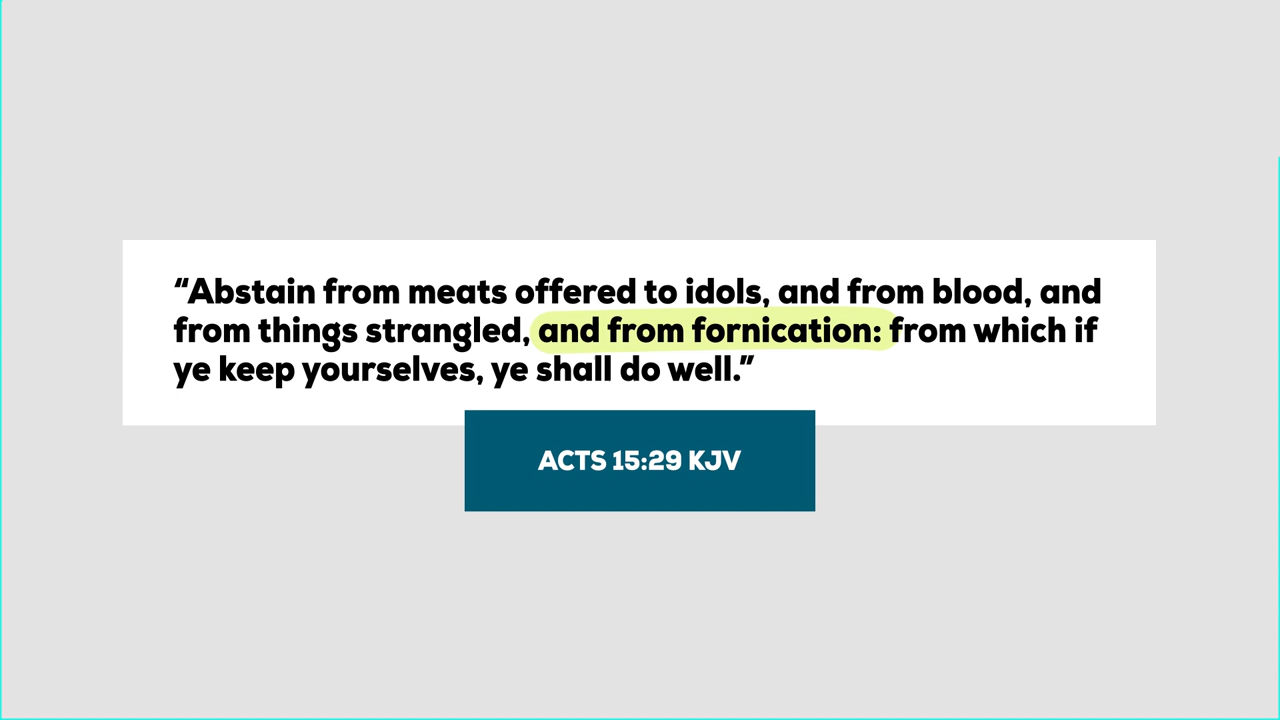 “Abstain from meats offered to idols, and from blood, and
from things strangled, and from fornication: from which if
ye keep yourselves, ye shall do well.”
ACTS 15:29 KJV